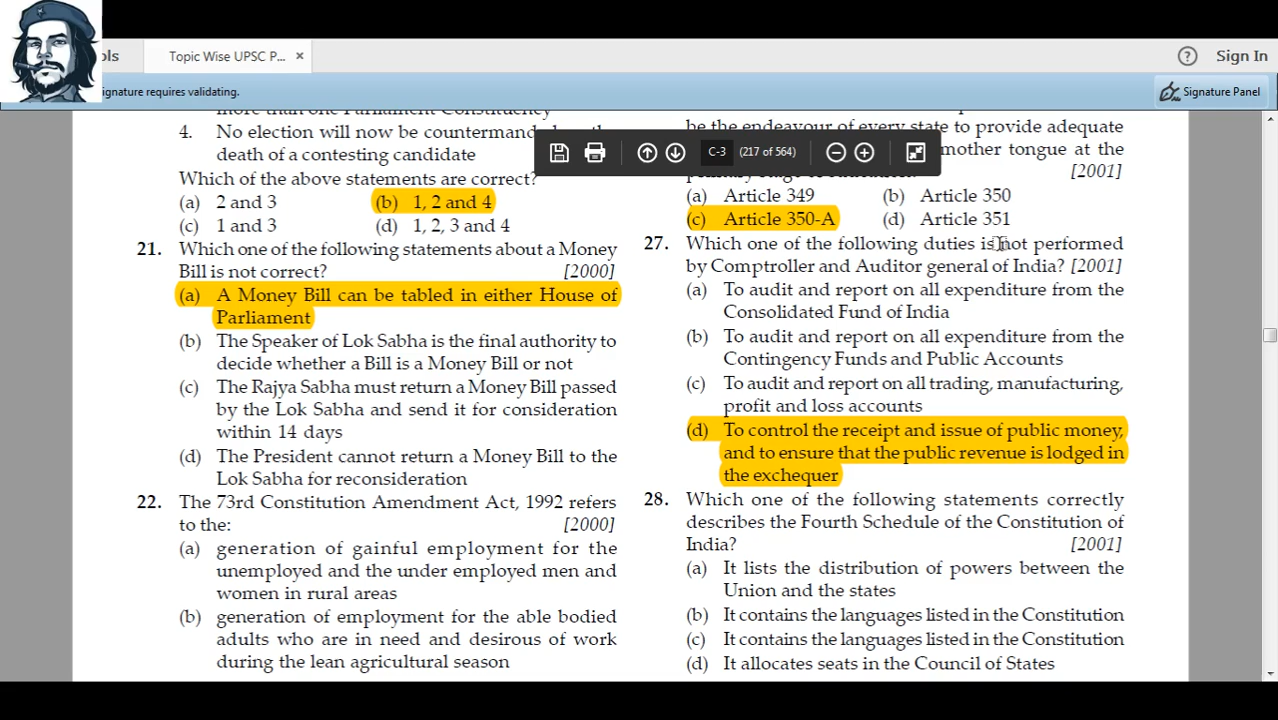 ols
Topic Wise UPSC P... ×
? Sign In
ignature requires validating.
Signature Panel
more than one Parliament Constituency
4. No election will now be countermand
death of a contesting candidate
Which of the above statements are correct?
(a) 2 and 3 (b) 1, 2 and 4
(c) 1 and 3 (d) 1, 2, 3 and 4
21. Which one of the following statements about a Money
Bill is not correct? [2000]
(a) A Money Bill can be tabled in either House of
Parliament
(b) The Speaker of Lok Sabha is the final authority to
decide whether a Bill is a Money Bill or not
(c) The Rajya Sabha must return a Money Bill passed
by the Lok Sabha and send it for consideration
within 14 days
(d) The President cannot return a Money Bill to the
Lok Sabha for reconsideration
22. The 73rd Constitution Amendment Act, 1992 refers
to the: [2000]
(a) generation of gainful employment for the
unemployed and the under employed men and
women in rural areas
(b) generation of employment for the able bodied
adults who are in need and desirous of work
during the lean agricultural season
C-3 (217 of 564)
be the endeavour of every state to provide adequate
mother tongue at the
[2001]
(a) Article 349 (b) Article 350
(c) Article 350-A (d) Article 351
27. Which one of the following duties is not performed
by Comptroller and Auditor general of India? [2001]
(a) To audit and report on all expenditure from the
Consolidated Fund of India
(b) To audit and report on all expenditure from the
Contingency Funds and Public Accounts
(c) To audit and report on all trading, manufacturing,
profit and loss accounts
(d) To control the receipt and issue of public money,
and to ensure that the public revenue is lodged in
the exchequer
28. Which one of the following statements correctly
describes the Fourth Schedule of the Constitution of
India? [2001]
(a) It lists the distribution of powers between the
Union and the states
(b) It contains the languages listed in the Constitution
(c) It contains the languages listed in the Constitution
(d) It allocates seats in the Council of States